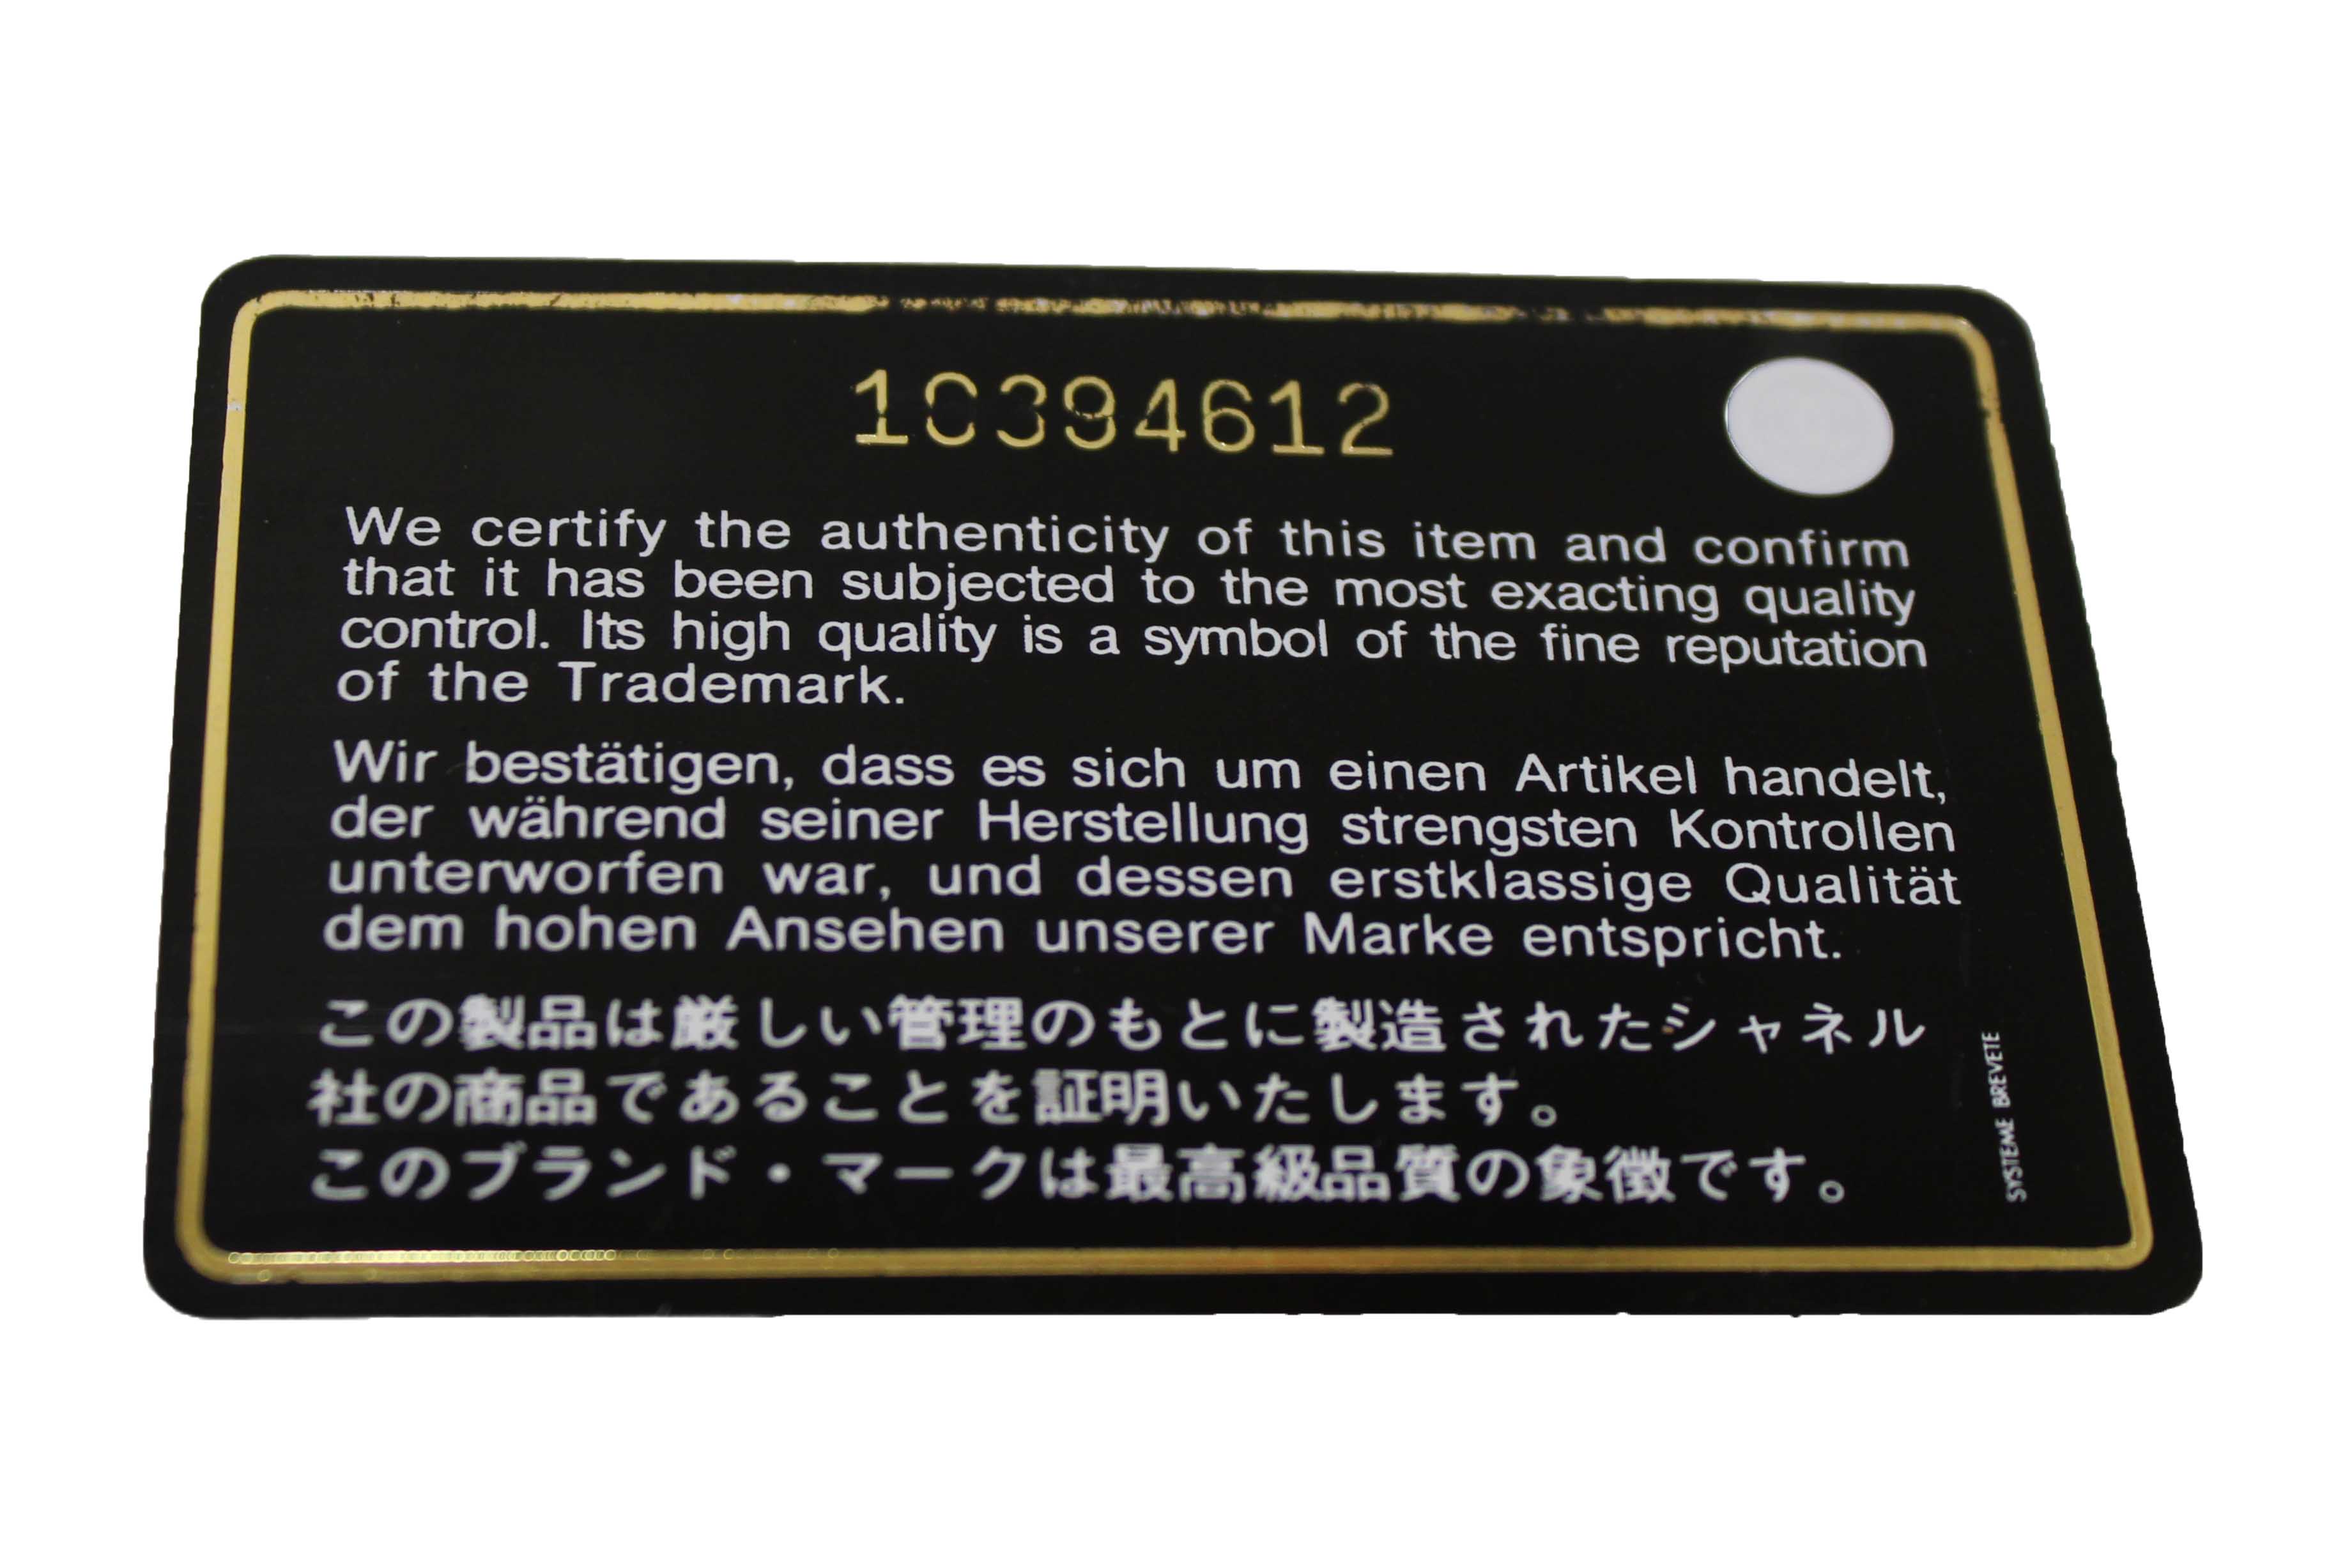 10394612
We certify the authenticity of this item and confirm
that it has been subjected to the most exacting quality
control. Its high quality is a symbol of the fine reputation
of the Trademark.
Wir bestätigen, dass es sich um einen Artikel handelt,
der während seiner Herstellung strengsten Kontrollen
unterworfen war, und dessen erstklassige Qualität
dem hohen Ansehen unserer Marke entspricht.
この製品は厳しい管理のもとに製造されたシャネル
社の商品であることを証明いたします。
このブランド・マークは最高級品質の象徴です。
SYSTEME BREVETE